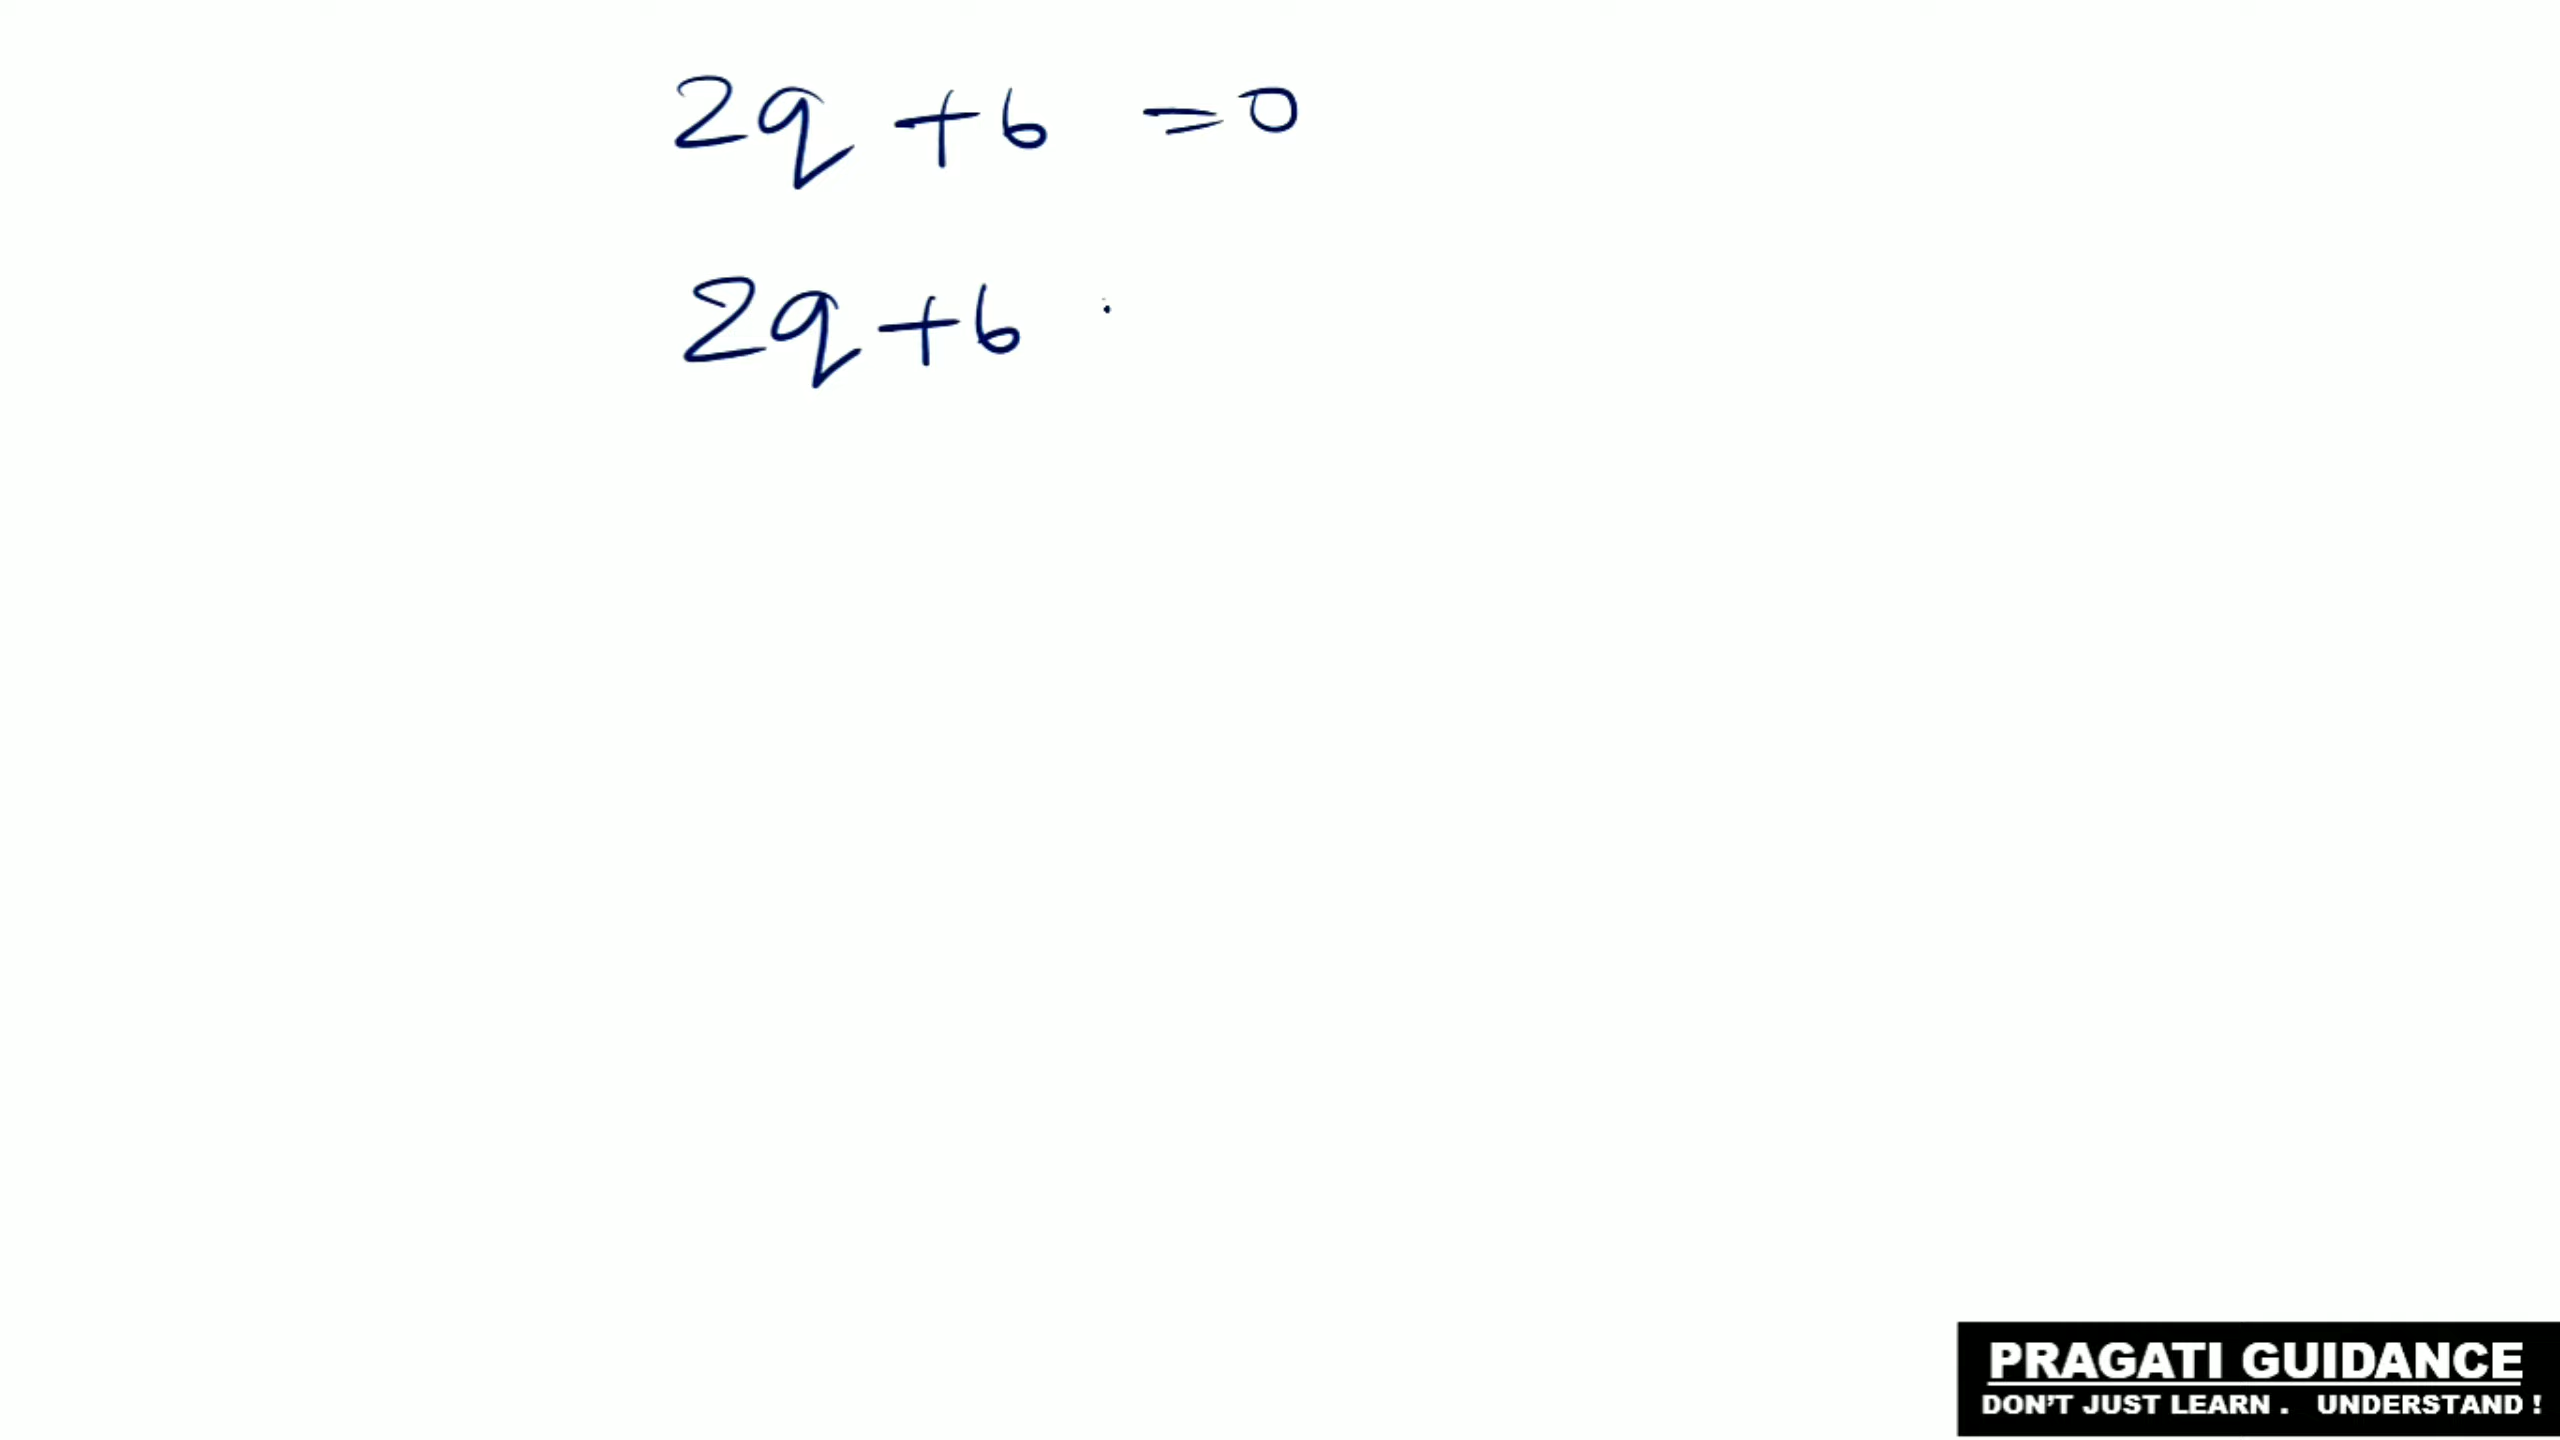 2q + 6 = 0
2q + 6
PRAGATI GUIDANCE
DON'T JUST LEARN . UNDERSTAND !